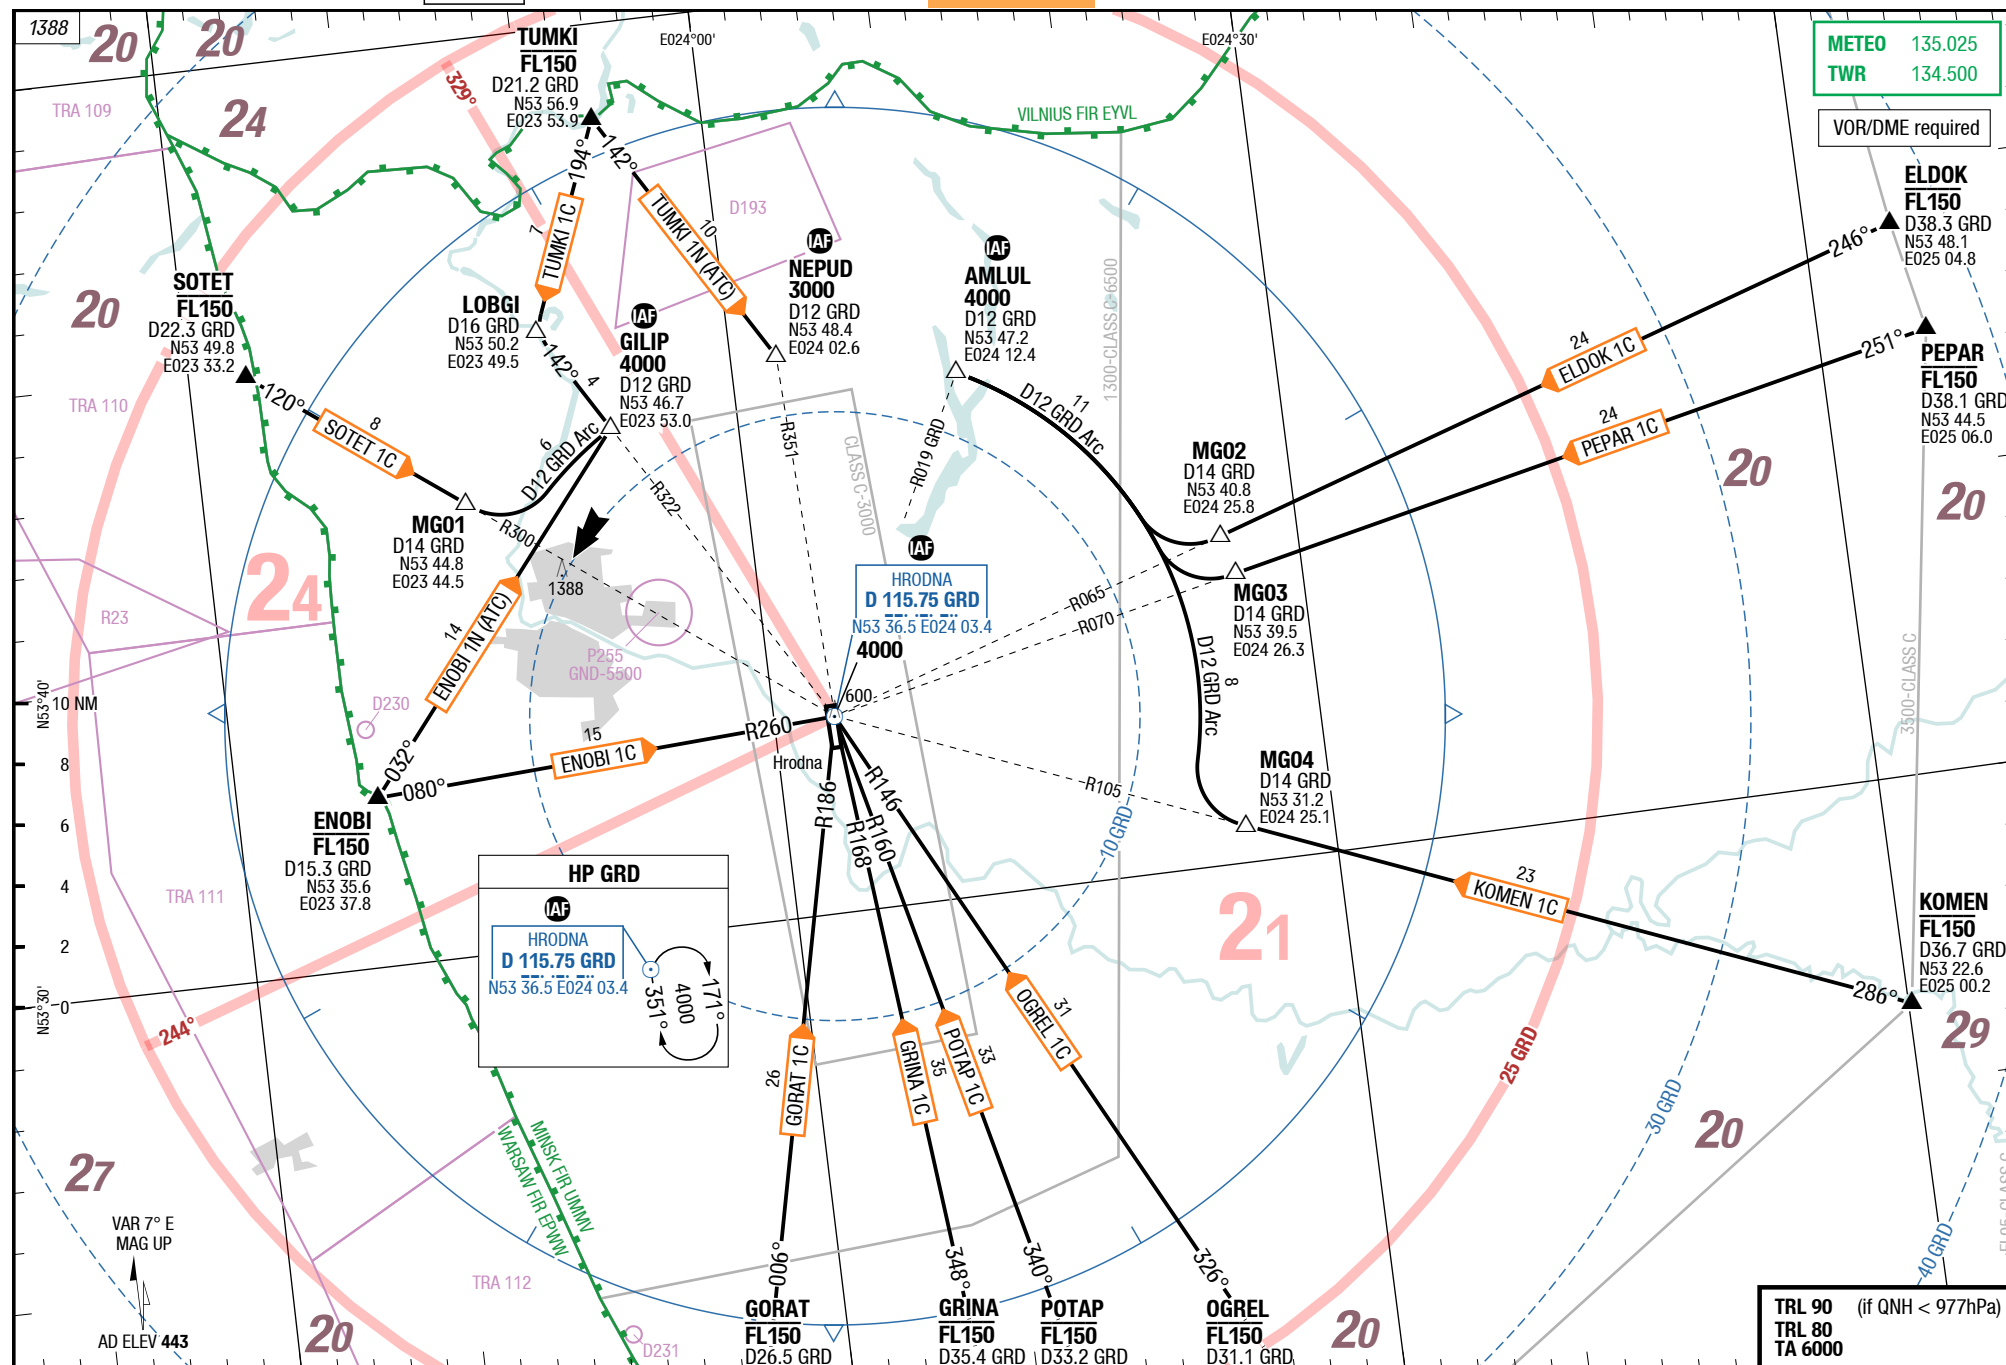 1388
20
20
24
TRA 109
TUMKI
FL150
D21.2 GRD
N53 56.9
E023 53.9
329°
E024°00'
E024°30'
VILNIUS FIR EYVL
METEO 135.025
TWR 134.500
VOR/DME required
ELDOK
FL150
D38.3 GRD
N53 48.1
E025 04.8
246°
24
ELDOK 1C
PEPAR
FL150
D38.1 GRD
N53 44.5
E025 06.0
251°
24
PEPAR 1C
194°
142°
7
TUMKI 1C
10
TUMKI 1N (ATC)
D193
IAF
NEPUD
3000
D12 GRD
N53 48.4
E024 02.6
IAF
AMLUL
4000
D12 GRD
N53 47.2
E024 12.4
1300-CLASS C-6500
SOTET
FL150
D22.3 GRD
N53 49.8
E023 33.2
20
TRA 110
120°
8
SOTET 1C
LOBGI
D16 GRD
N53 50.2
E023 49.5
142°
4
IAF
GILIP
4000
D12 GRD
N53 46.7
E023 53.0
6
D12 GRD Arc
MG01
D14 GRD
N53 44.8
E023 44.5
R300
R322
R351
R019 GRD
CLASS C-3000
11
D12 GRD Arc
MG02
D14 GRD
N53 40.8
E024 25.8
MG03
D14 GRD
N53 39.5
E024 26.3
20
20
24
R23
1388
P255
GND-5500
IAF
HRODNA
D 115.75 GRD
N53 36.5 E024 03.4
4000
600
R065
R070
8
D12 GRD Arc
14
ENOBI 1N (ATC)
D230
N53°40'
10 NM
8
6
4
2
0
N53°30'
032°
080°
15
ENOBI 1C
R260
ENOBI
FL150
D15.3 GRD
N53 35.6
E023 37.8
Hrodna
R186
R168
R160
R146
R105
10 GRD
MG04
D14 GRD
N53 31.2
E024 25.1
3500-CLASS C
23
KOMEN 1C
286°
KOMEN
FL150
D36.7 GRD
N53 22.6
E025 00.2
29
21
TRA 111
HP GRD
IAF
HRODNA
D 115.75 GRD
N53 36.5 E024 03.4
351°
4000
171°
244°
26
GORAT 1C
GRINA 1C
35
POTAP 1C
33
OGREL 1C
31
25 GRD
30 GRD
40 GRD
20
27
VAR 7° E
MAG UP
AD ELEV 443
20
MINSK FIR UMMV
WARSAW FIR EPWW
TRA 112
D231
006°
GORAT
FL150
D26.5 GRD
348°
GRINA
FL150
D35.4 GRD
340°
POTAP
FL150
D33.2 GRD
326°
OGREL
FL150
D31.1 GRD
20
TRL 90 (if QNH < 977hPa)
TRL 80
TA 6000